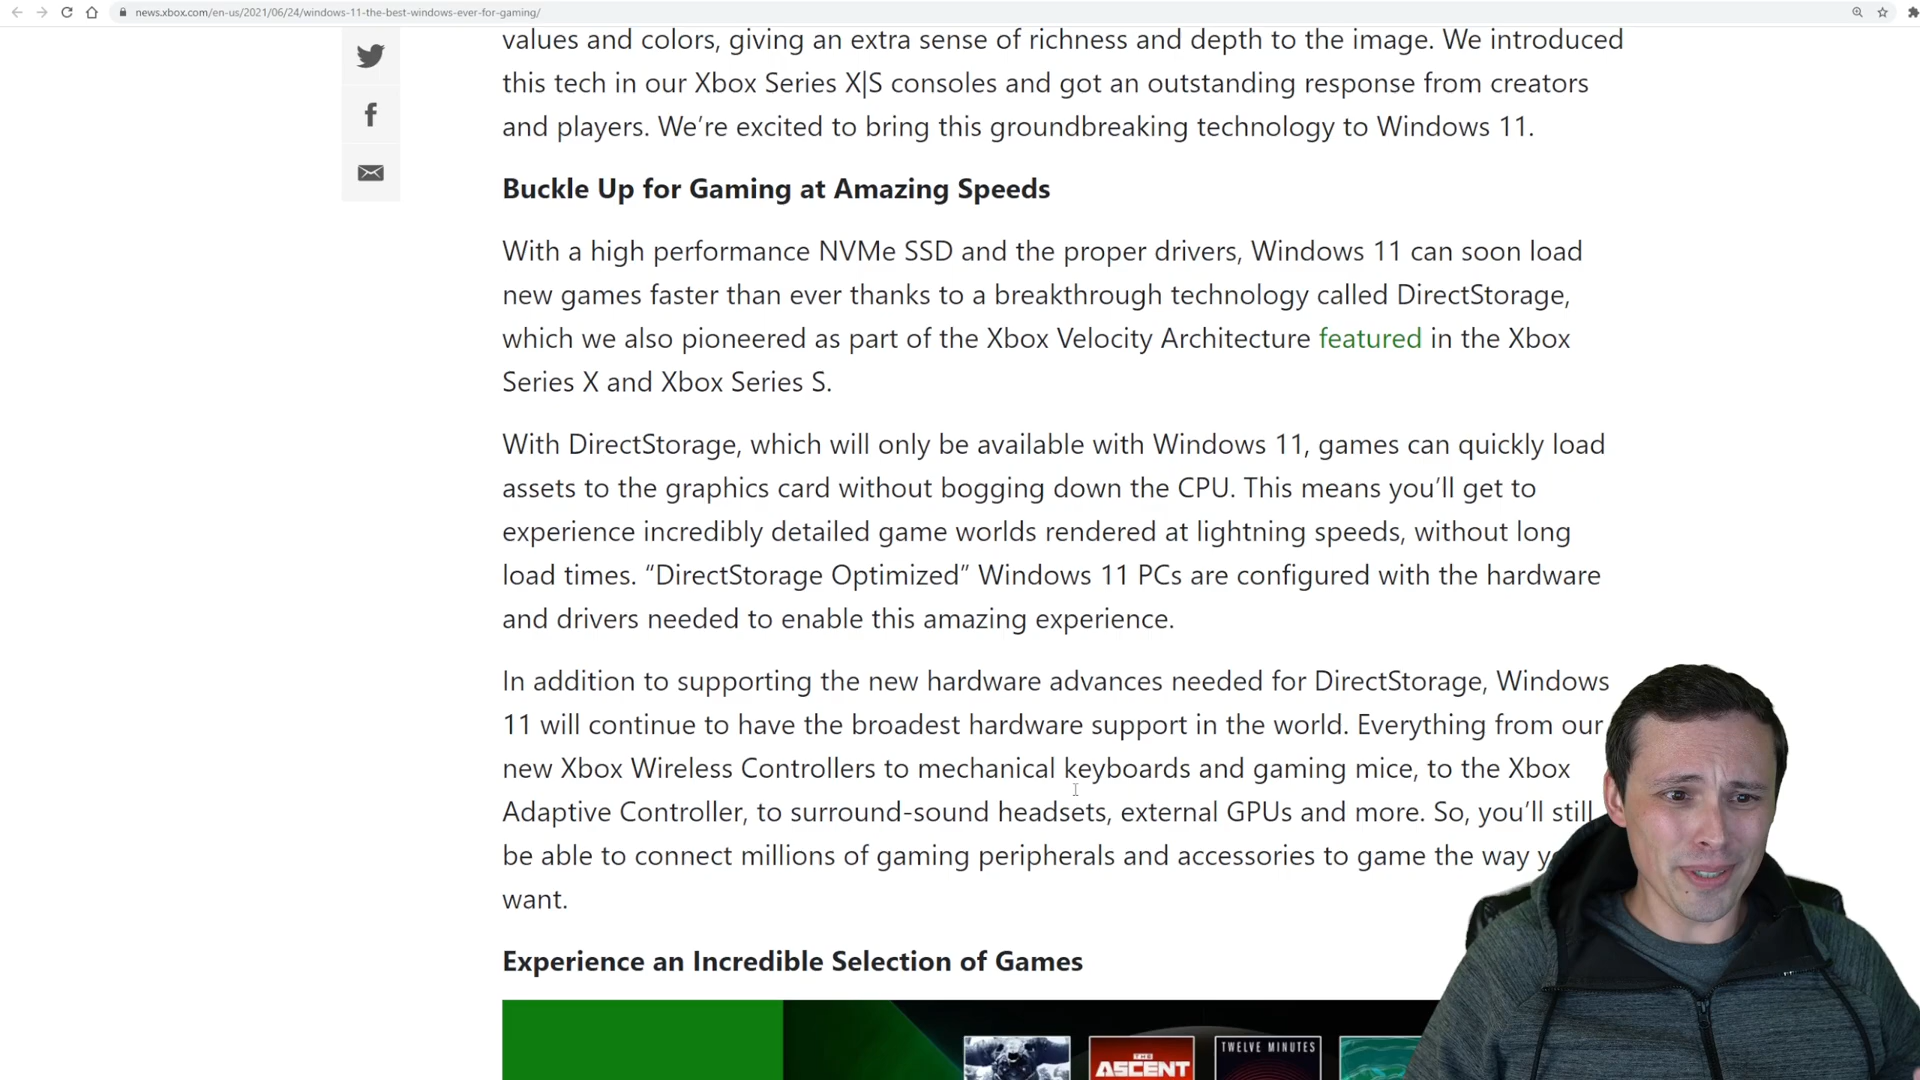 news.xbox.com/en-us/2021/06/24/windows-11-the-best-windows-ever-for-gaming/
values and colors, giving an extra sense of richness and depth to the image. We introduced
this tech in our Xbox Series X|S consoles and got an outstanding response from creators
and players. We’re excited to bring this groundbreaking technology to Windows 11.
Buckle Up for Gaming at Amazing Speeds
With a high performance NVMe SSD and the proper drivers, Windows 11 can soon load
new games faster than ever thanks to a breakthrough technology called DirectStorage,
which we also pioneered as part of the Xbox Velocity Architecture featured in the Xbox
Series X and Xbox Series S.
With DirectStorage, which will only be available with Windows 11, games can quickly load
assets to the graphics card without bogging down the CPU. This means you’ll get to
experience incredibly detailed game worlds rendered at lightning speeds, without long
load times. “DirectStorage Optimized” Windows 11 PCs are configured with the hardware
and drivers needed to enable this amazing experience.
In addition to supporting the new hardware advances needed for DirectStorage, Windows
11 will continue to have the broadest hardware support in the world. Everything from our
new Xbox Wireless Controllers to mechanical keyboards and gaming mice, to the Xbox
Adaptive Controller, to surround-sound headsets, external GPUs and more. So, you’ll still
be able to connect millions of gaming peripherals and accessories to game the way
want.
Experience an Incredible Selection of Games
THE
ASCENT
TWELVE MINUTES